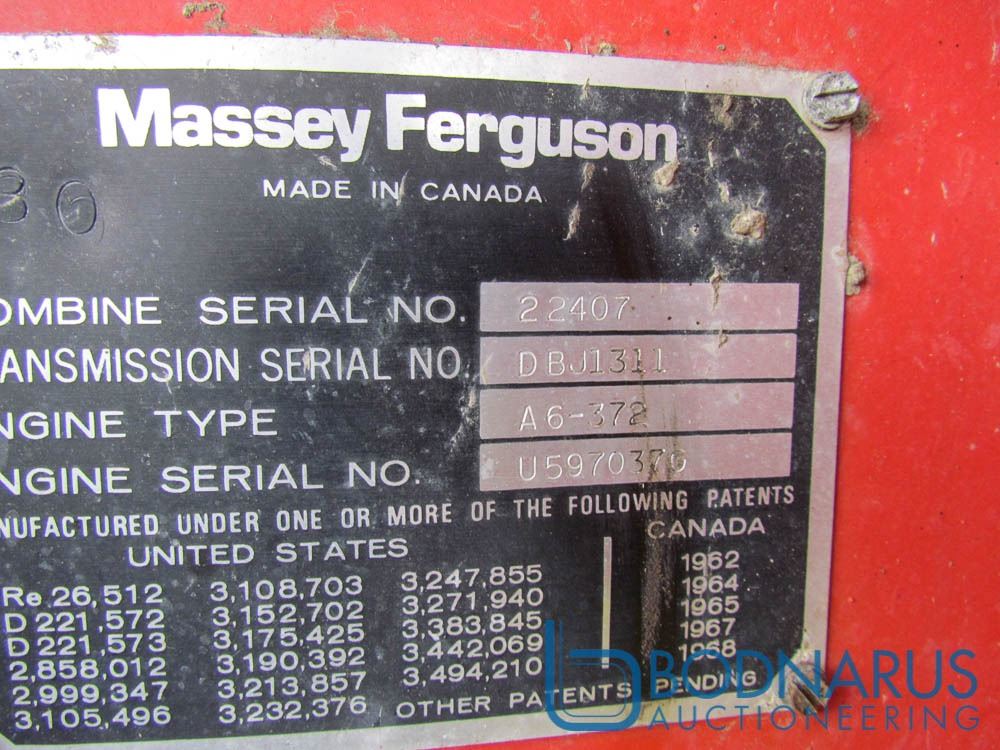 Massey Ferguson
MADE IN CANADA
30
OMBINE SERIAL NO. 22407
ANSMISSION SERIAL NO. DBJ1311
NGINE TYPE A6-372
NGINE SERIAL NO. U597037G
NUFACTURED UNDER ONE OR MORE OF THE FOLLOWING PATENTS
UNITED STATES CANADA
Re.26,512 3,108,703 3,247,855 1962
D 221,572 3,152,702 3,271,940 1964
D 221,573 3,175,425 3,383,845 1965
2,858,012 3,190,392 3,442,069 1967
2,999,347 3,213,857 3,494,210 1968
3,105,496 3,232,376 OTHER PATENTS PENDING
BODNARUS
AUCTIONEERING